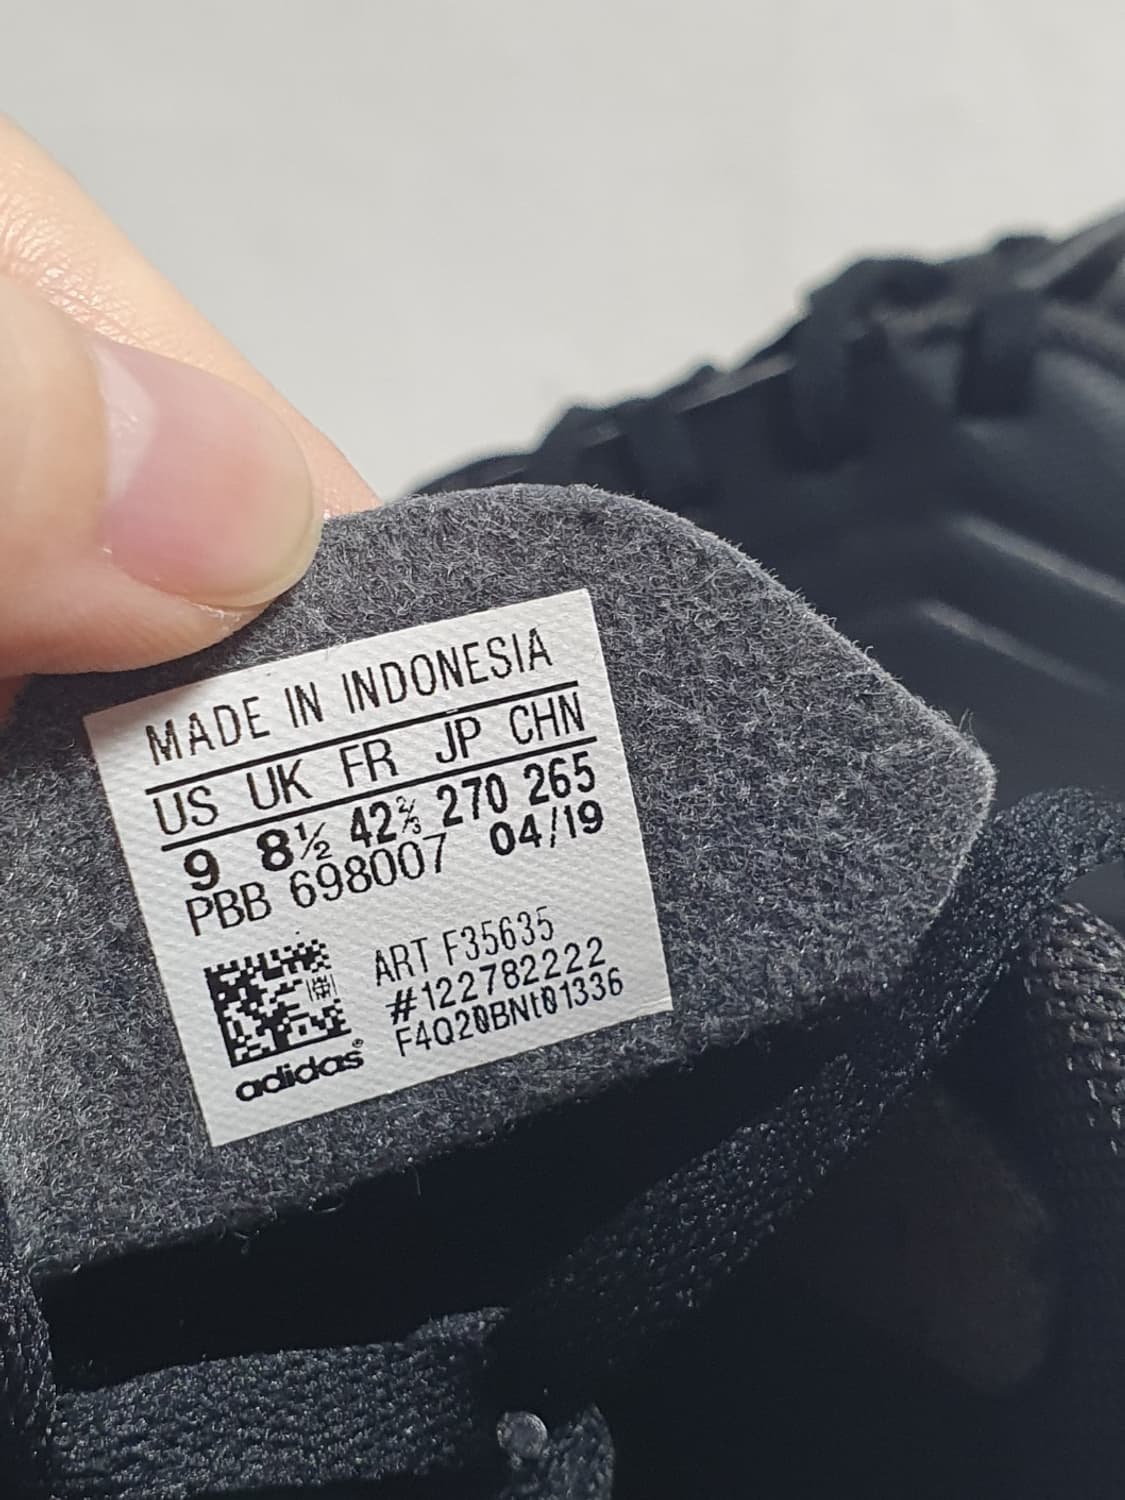 MADE IN INDONESIA
US UK FR JP CHN
9 8½ 42⅔ 270 265
PBB 698007 04/19
ART F35635
#122782222
adidas®